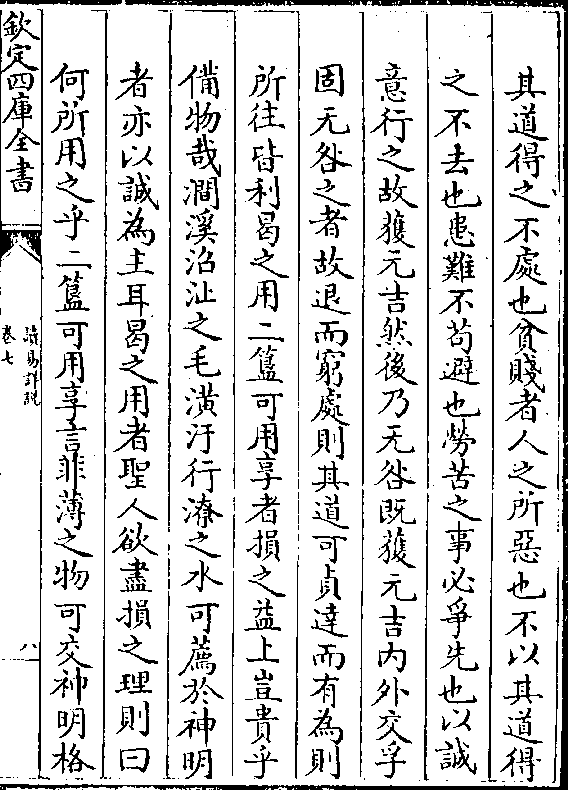 其道得之不處也貧賤者人之所惡也不以其道得
之不去也患難不苟避也勞苦之事必爭先也以誠
意行之故獲元吉然後乃无咎既獲元吉內外交孚
固无咎之者故退而窮處則其道可貞達而有為則
所往皆利曷之用二簋可用享者損之益上豈貴乎
備物哉澗溪沼沚之毛潢汙行潦之水可薦於神明
者亦以誠為主耳曷之用者聖人欲盡損之理則曰
何所用之乎二簋可用享言菲薄之物可交神明格
欽定四庫全書
讀易詳說
卷七
八